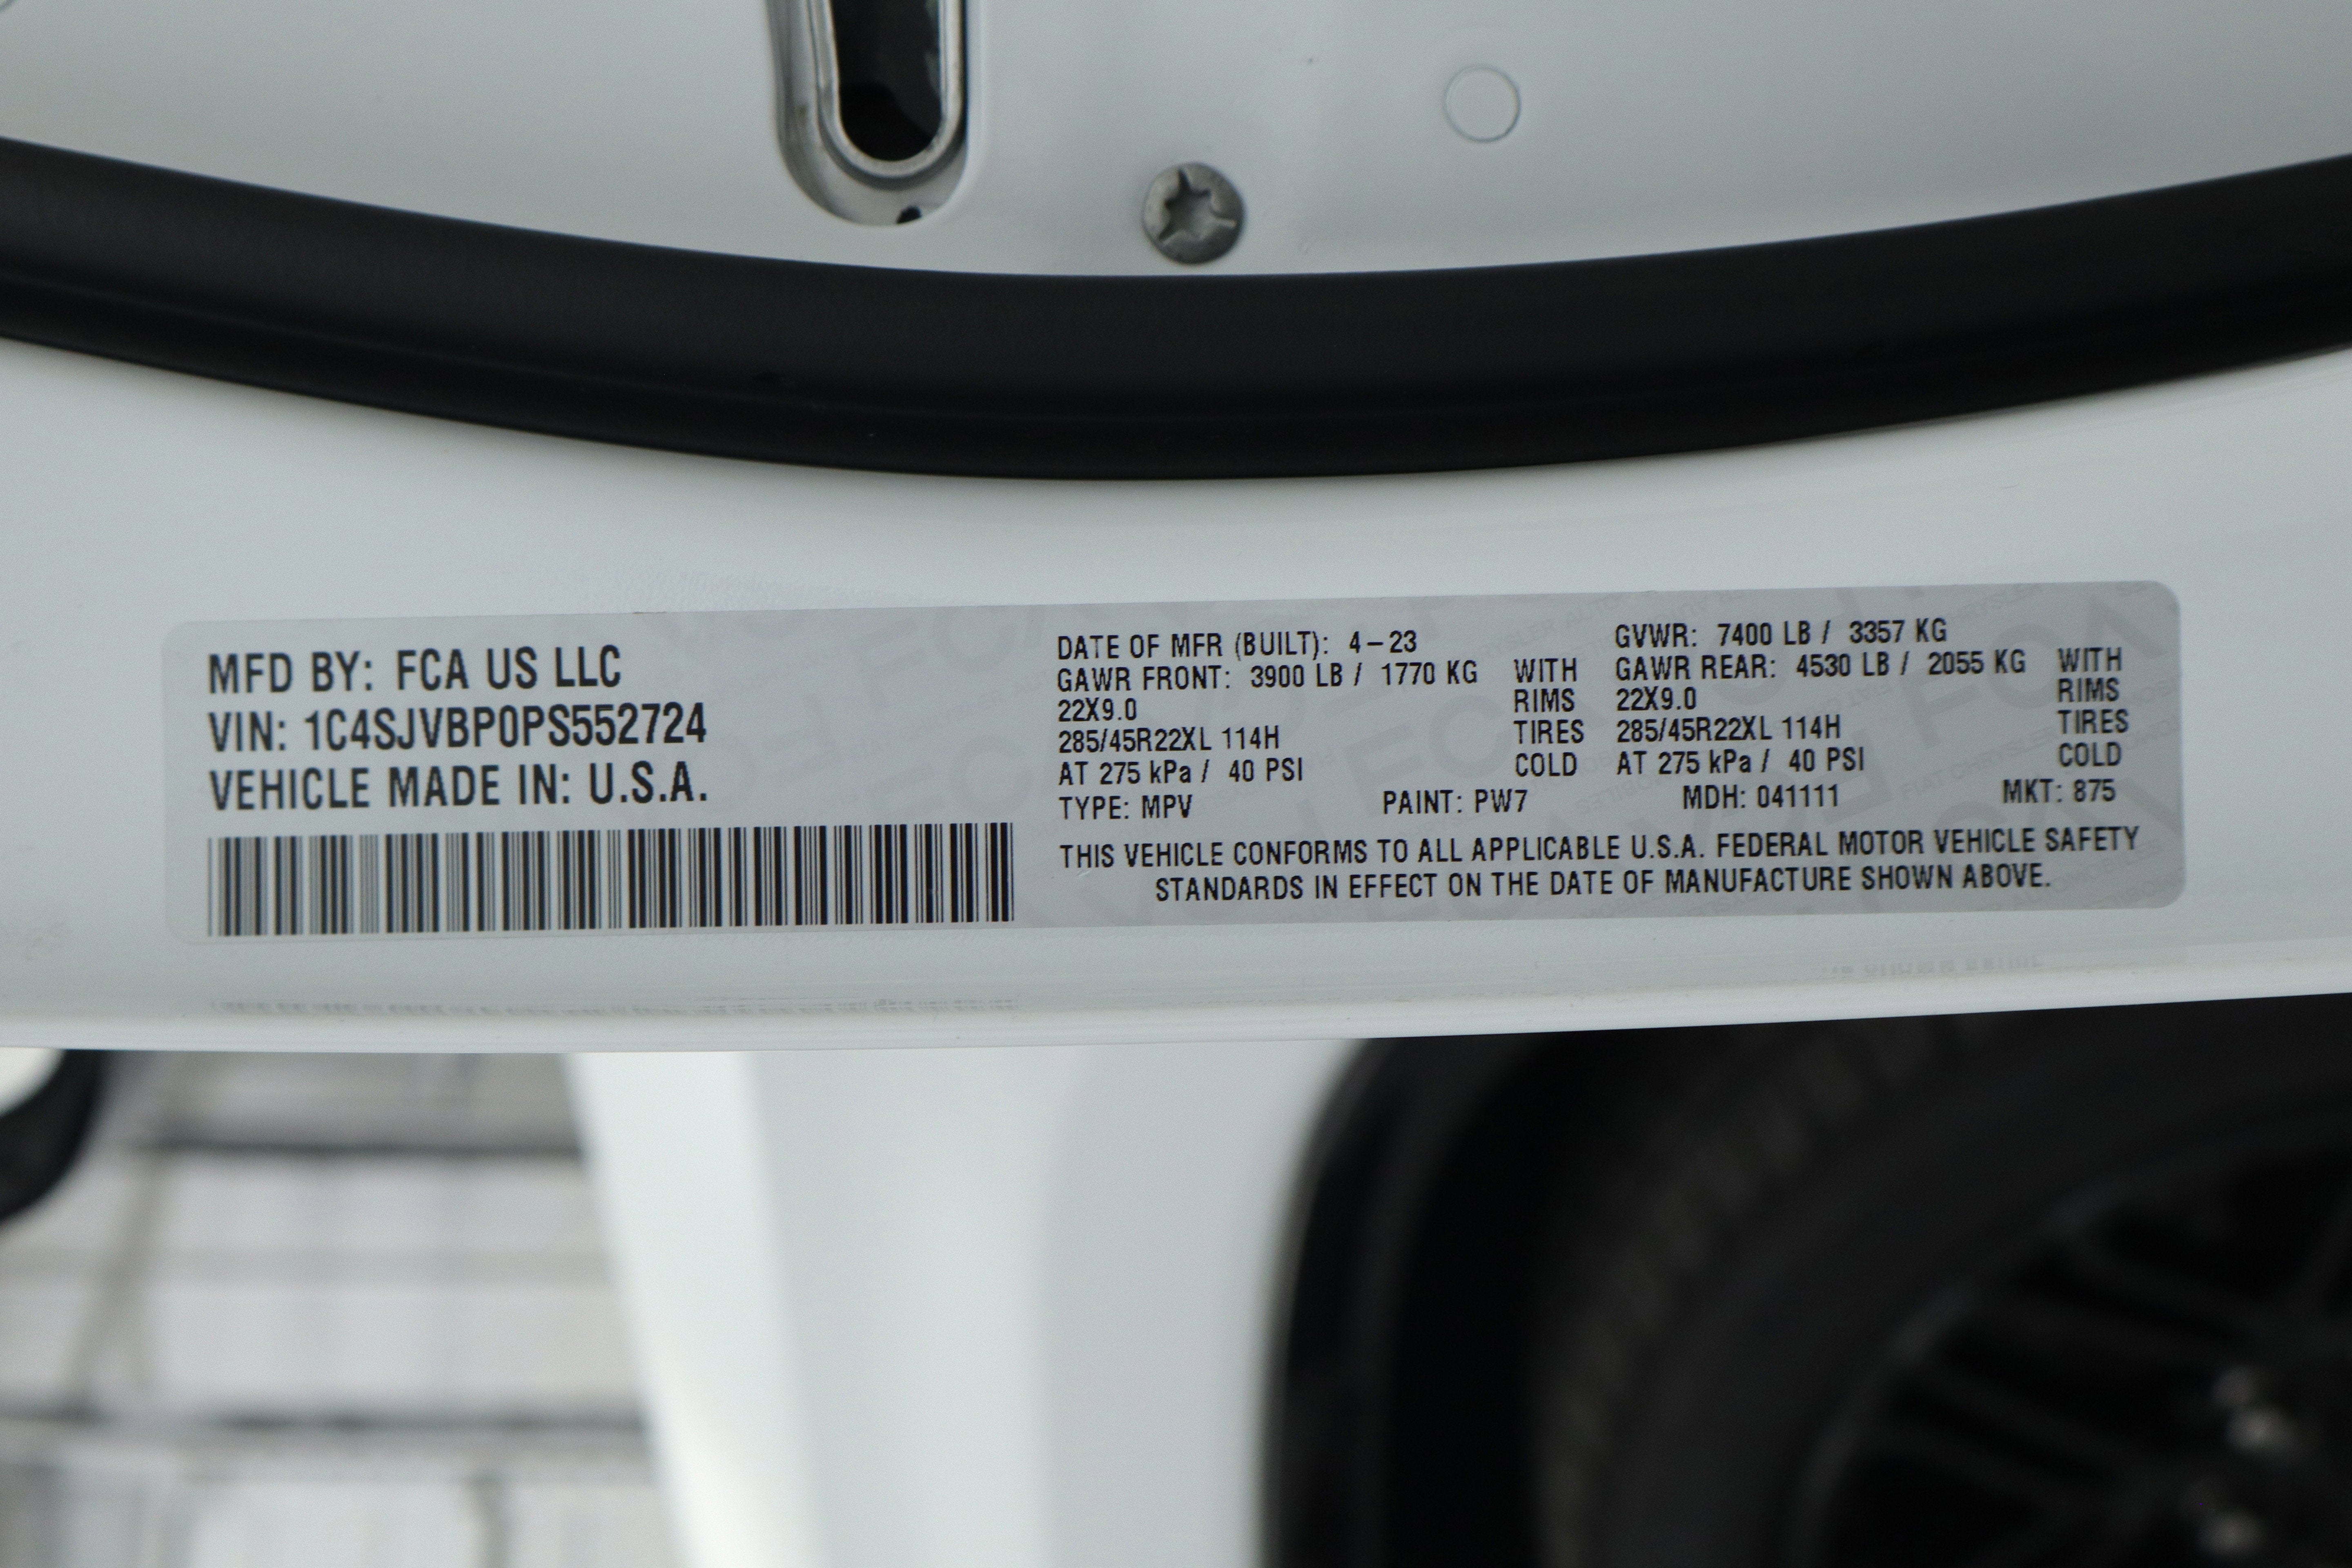 MFD BY: FCA US LLC
VIN: 1C4SJVBP0PS552724
VEHICLE MADE IN: U.S.A.
DATE OF MFR (BUILT): 4-23 GVWR: 7400 LB / 3357 KG
GAWR FRONT: 3900 LB / 1770 KG WITH GAWR REAR: 4530 LB / 2055 KG WITH
22X9.0 RIMS 22X9.0 RIMS
285/45R22XL 114H TIRES 285/45R22XL 114H TIRES
AT 275 kPa / 40 PSI COLD AT 275 kPa / 40 PSI COLD
TYPE: MPV PAINT: PW7 MDH: 041111 MKT: 875
THIS VEHICLE CONFORMS TO ALL APPLICABLE U.S.A. FEDERAL MOTOR VEHICLE SAFETY
STANDARDS IN EFFECT ON THE DATE OF MANUFACTURE SHOWN ABOVE.